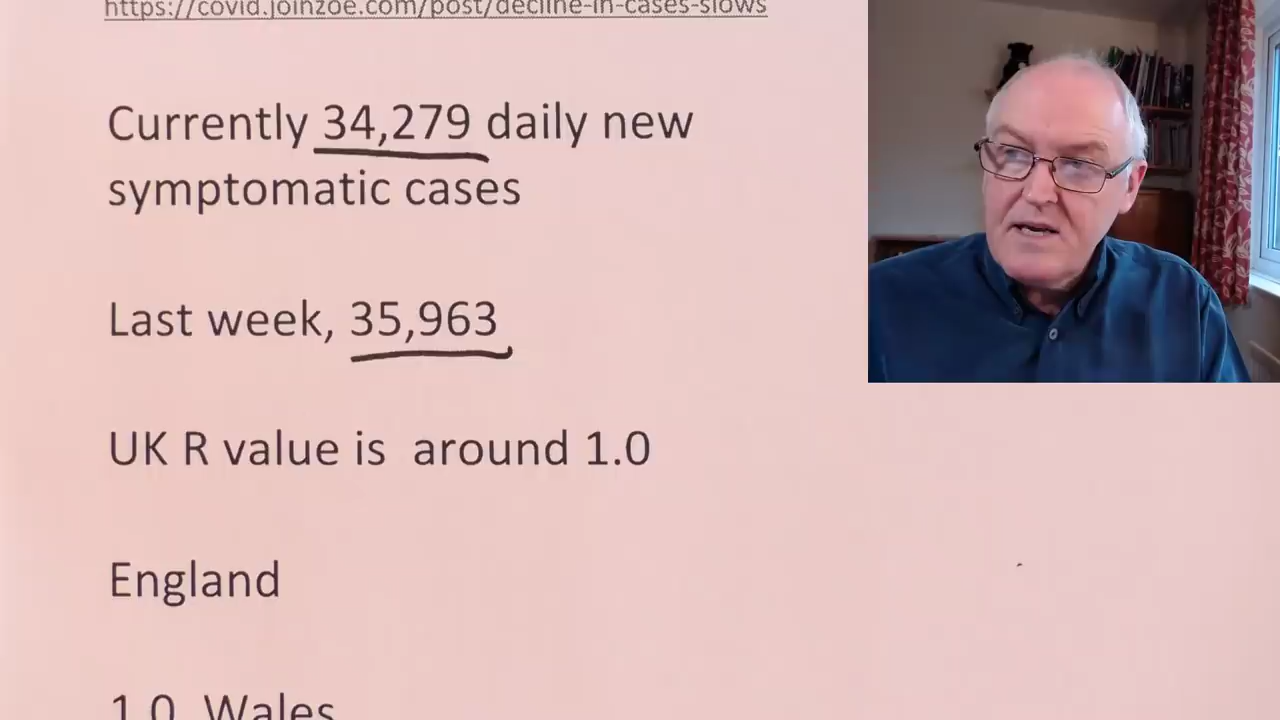 https://covid.joinzoe.com/post/decline-in-cases-slows
Currently 34,279 daily new
symptomatic cases
Last week, 35,963
UK R value is  around 1.0
England
1.0, Wales